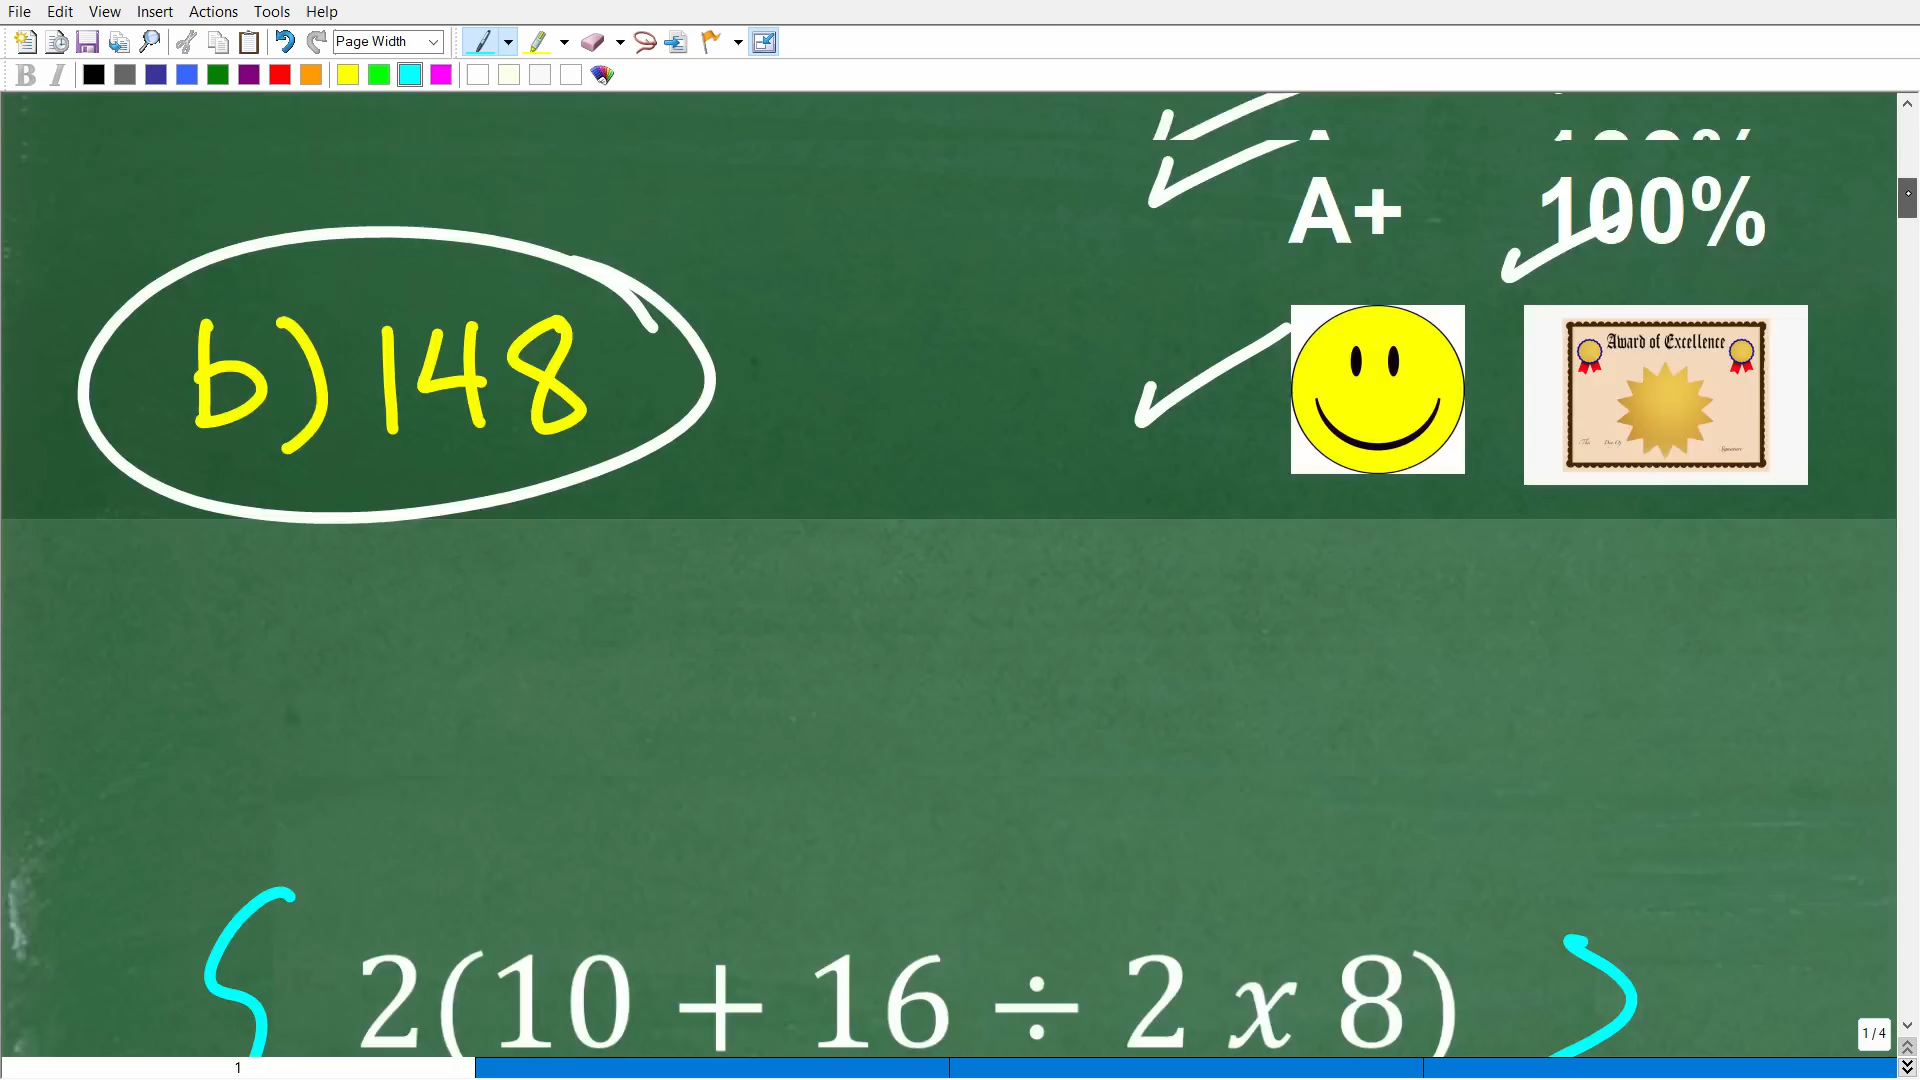 File Edit View Insert Actions Tools Help
Page Width
B I
A+ 100%
b) 148
Award of Excellence
2(10 + 16 ÷ 2 x 8)
1 / 4
1